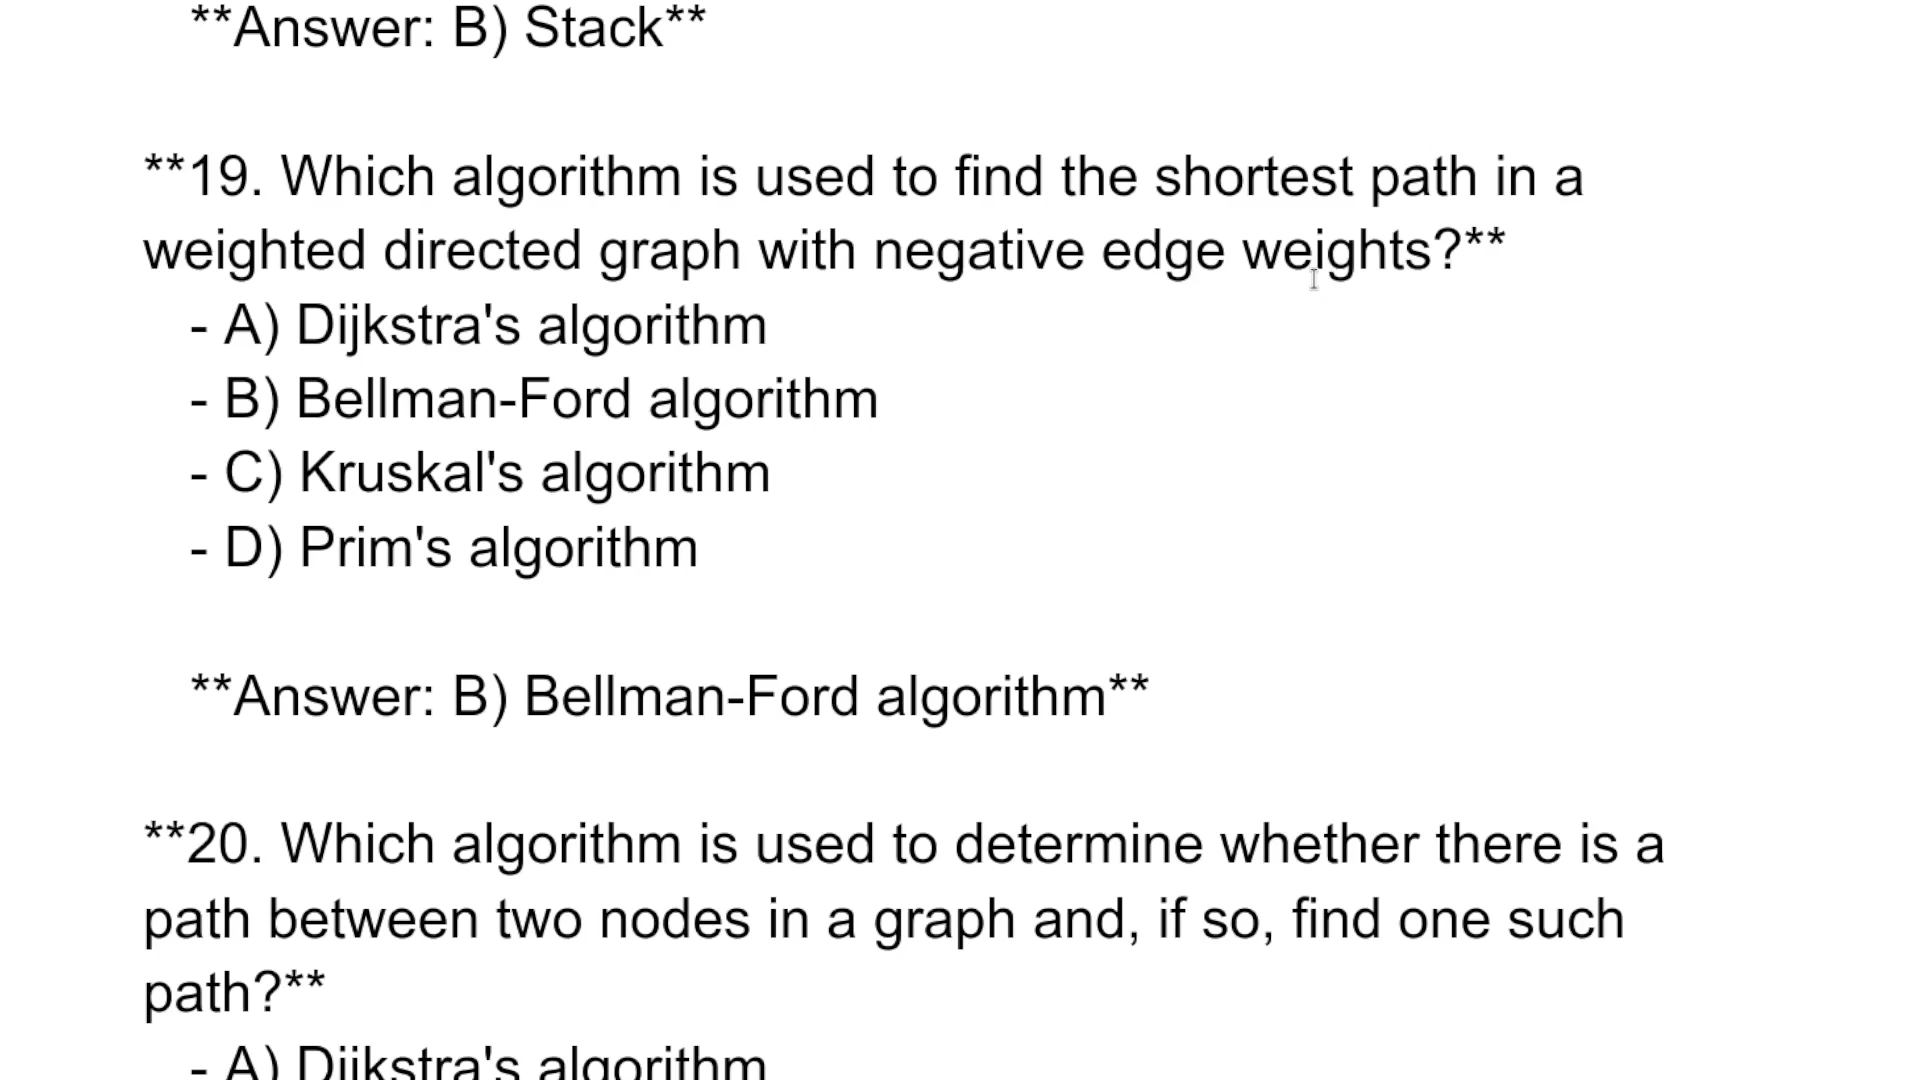 **Answer: B) Stack**
**19. Which algorithm is used to find the shortest path in a
weighted directed graph with negative edge weights?**
- A) Dijkstra's algorithm
- B) Bellman-Ford algorithm
- C) Kruskal's algorithm
- D) Prim's algorithm
**Answer: B) Bellman-Ford algorithm**
**20. Which algorithm is used to determine whether there is a
path between two nodes in a graph and, if so, find one such
path?**
- A) Dijkstra's algorithm